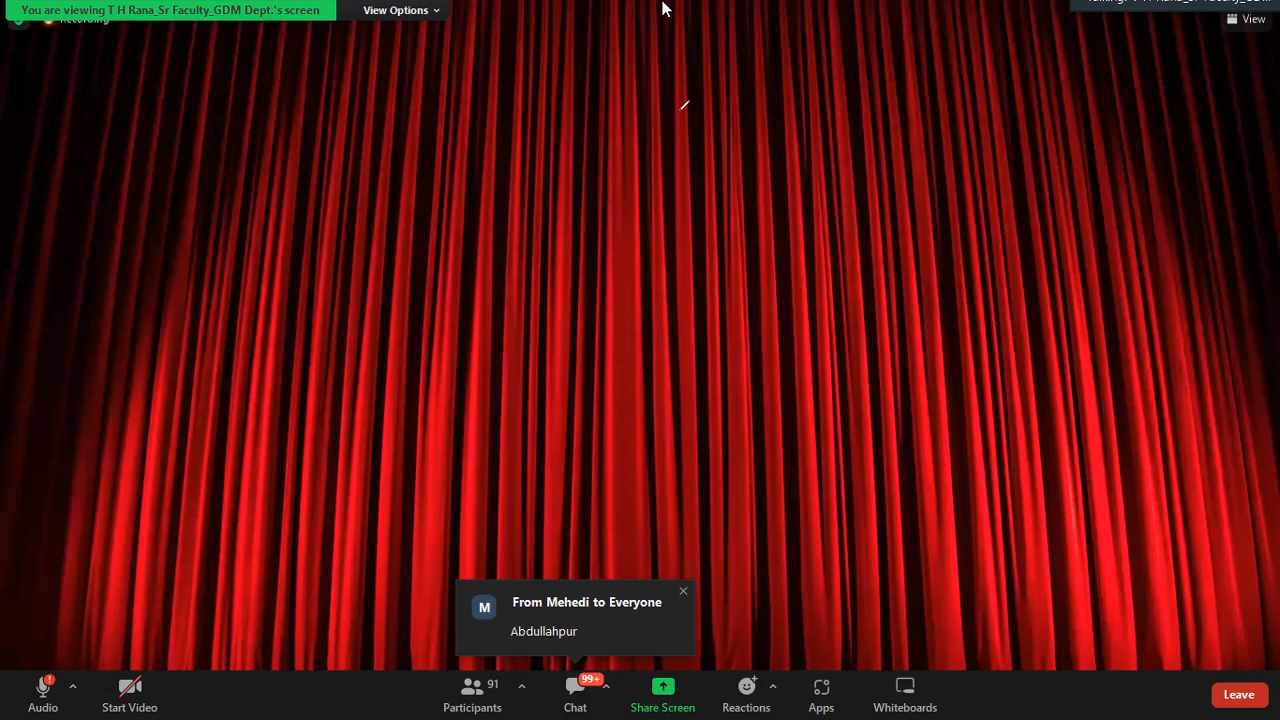 You are viewing T H Rana_Sr Faculty_GDM Dept.'s screen
View Options
Recording
View
M
From Mehedi to Everyone
Abdullahpur
Audio
Start Video
91
Participants
99+
Chat
Share Screen
Reactions
Apps
Whiteboards
Leave